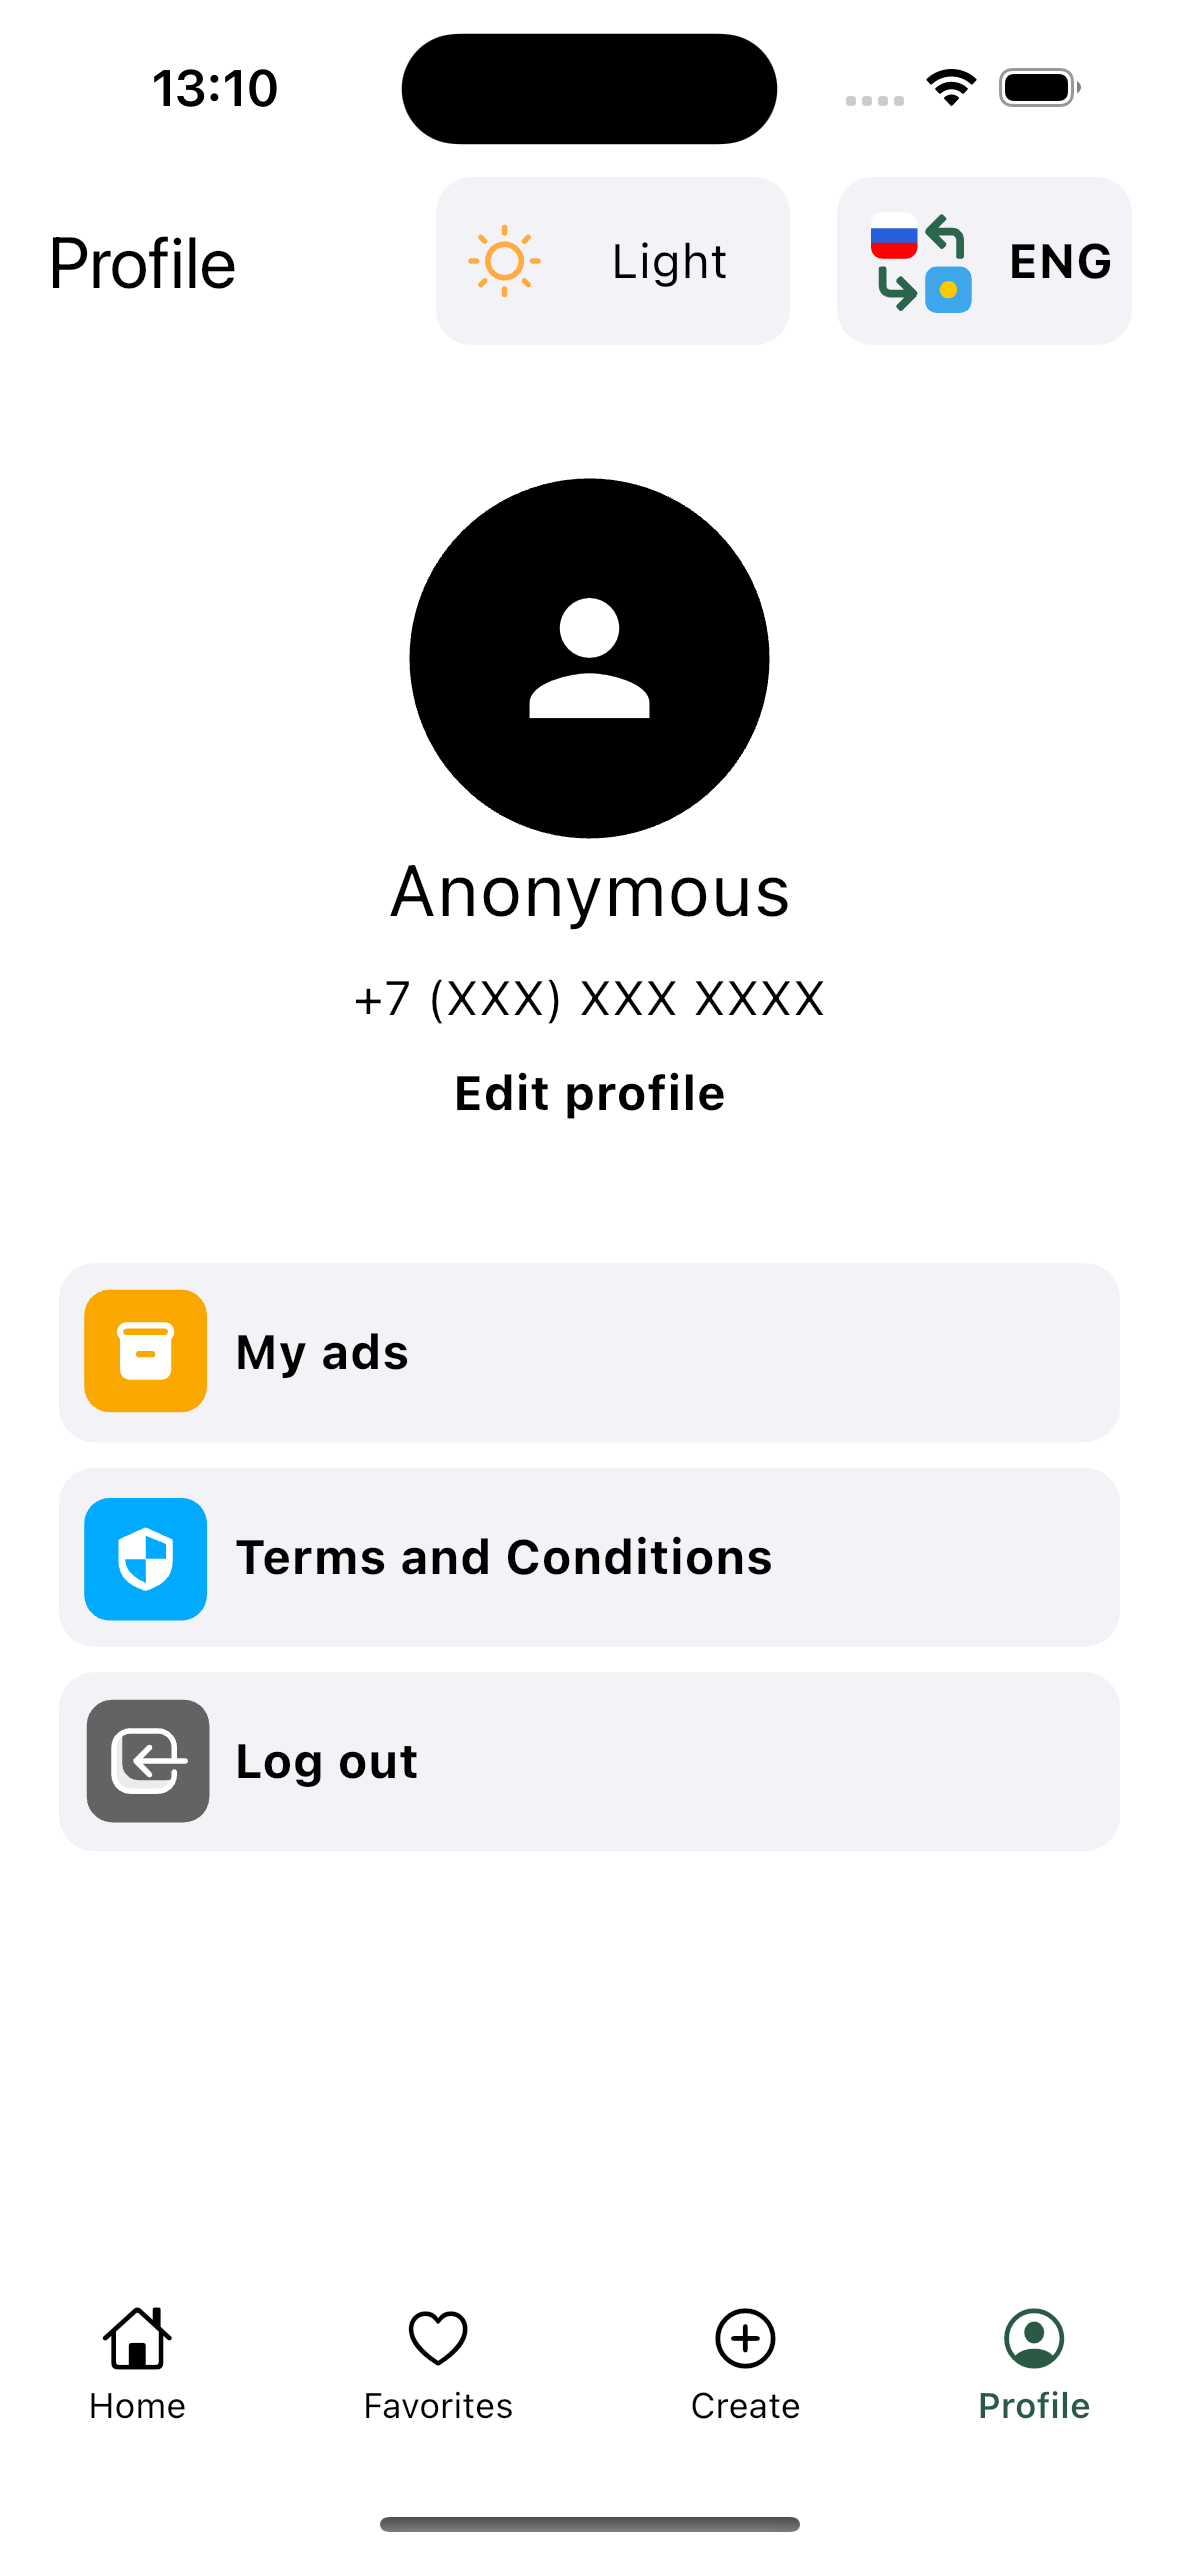 13:10
Profile
Light
ENG
Anonymous
+7 (XXX) XXX XXXX
Edit profile
My ads
Terms and Conditions
Log out
Home
Favorites
Create
Profile